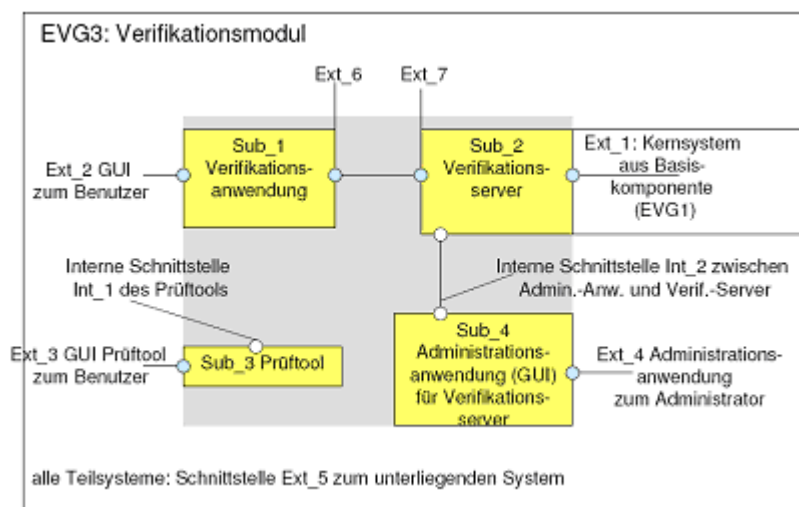 EVG3: Verifikationsmodul
Ext_6
Ext_7
Sub_1
Verifikations-
anwendung
Sub_2
Verifikations-
server
Ext_1: Kernsystem
aus Basis-
komponente
(EVG1)
Ext_2 GUI
zum Benutzer
Interne Schnittstelle
Int_1 des Prüftools
Interne Schnittstelle Int_2 zwischen
Admin.-Anw. und Verif.-Server
Ext_3 GUI Prüftool
zum Benutzer
Sub_3 Prüftool
Sub_4
Administrations-
anwendung (GUI)
für Verifikations-
server
Ext_4 Administrations-
anwendung
zum Administrator
alle Teilsysteme: Schnittstelle Ext_5 zum unterliegenden System